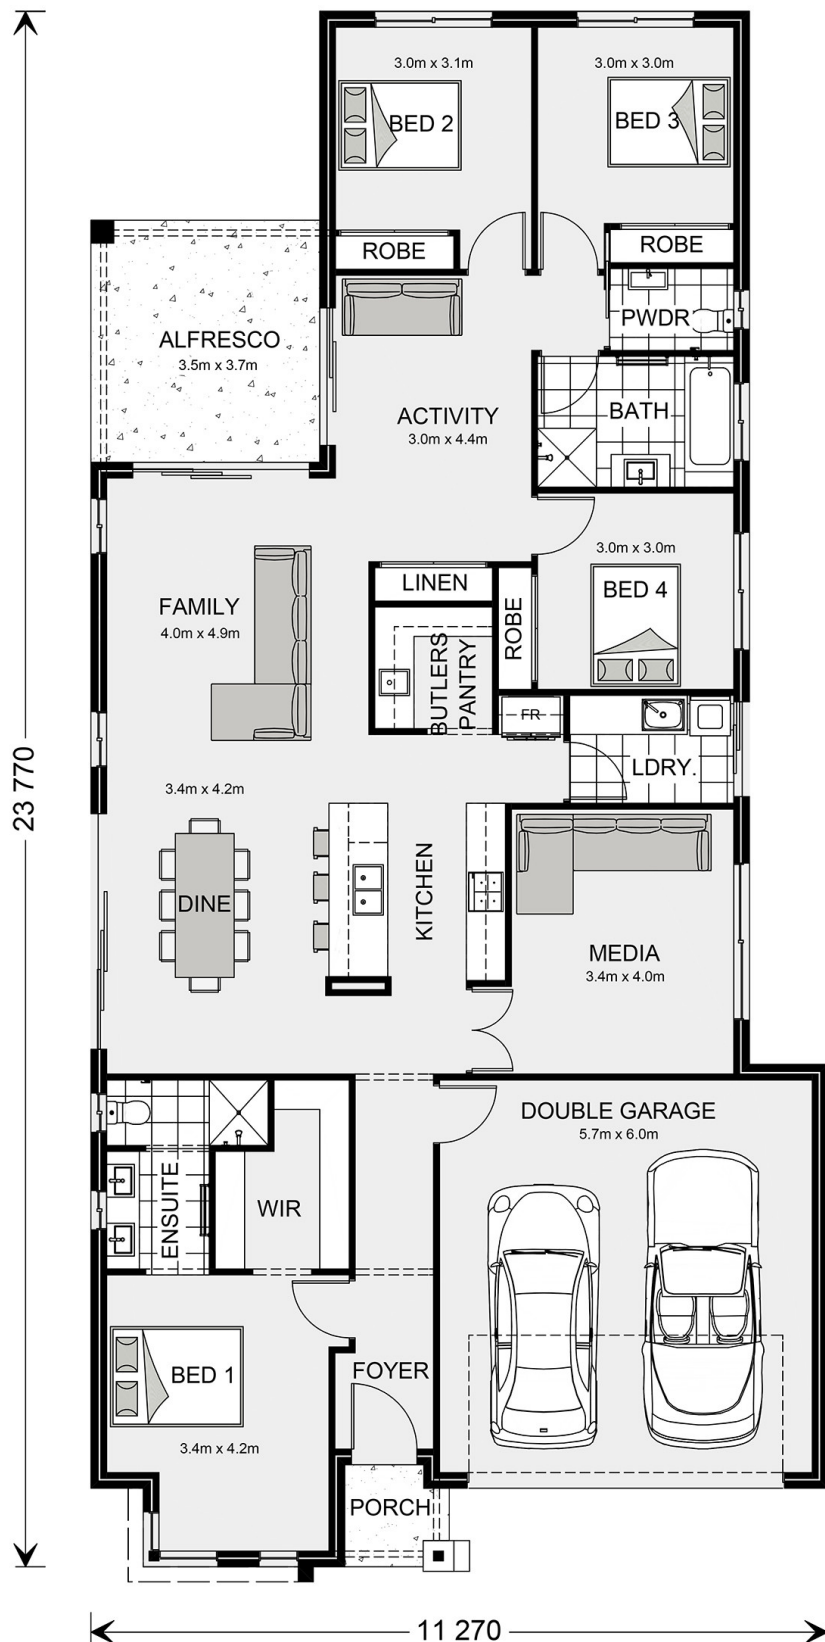 3.0m x 3.1m
BED 2
ROBE
3.0m x 3.0m
BED 3
ROBE
PWDR
ALFRESCO
3.5m x 3.7m
ACTIVITY
3.0m x 4.4m
BATH
3.0m x 3.0m
BED 4
LINEN
ROBE
FAMILY
4.0m x 4.9m
BUTLERS
PANTRY
FR
LDRY.
23 770
3.4m x 4.2m
DINE
KITCHEN
MEDIA
3.4m x 4.0m
DOUBLE GARAGE
5.7m x 6.0m
ENSUITE
WIR
BED 1
3.4m x 4.2m
FOYER
PORCH
11 270